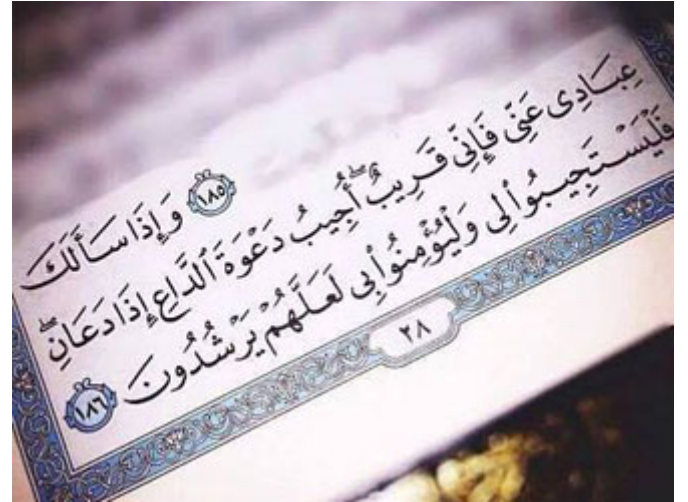 ١٨٥ وَإِذَا سَأَلَكَ
عِبَادِى عَنِّى فَإِنِّى قَرِيبٌۖ أُجِيبُ دَعْوَةَ ٱلدَّاعِ إِذَا دَعَانِۖ
فَلْيَسْتَجِيبُوا۟ لِى وَلْيُؤْمِنُوا۟ بِى لَعَلَّهُمْ يَرْشُدُونَ ١٨٦
٢٨